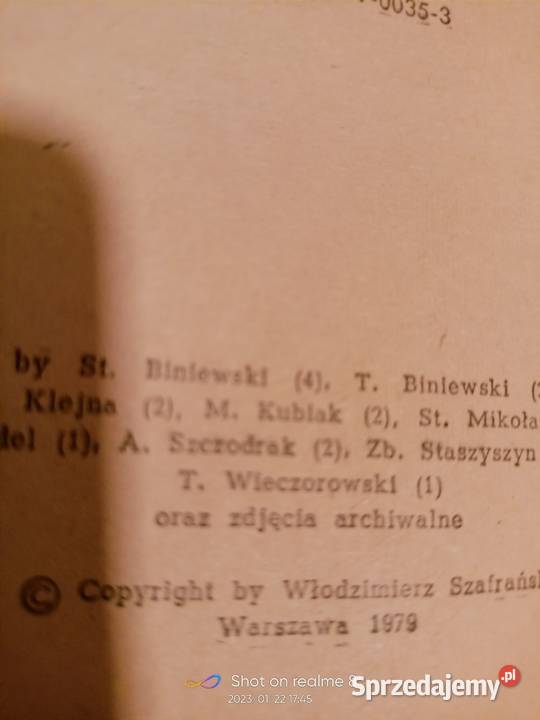 -0035-3
by St. Biniewski (4), T. Biniewski
Klejna (2), M. Kubiak (2), St. Mikoła
del (1), A. Szczodrak (2), Zb. Staszyszyn
T. Wieczorowski (1)
oraz zdjęcia archiwalne
© Copyright by Włodzimierz Szafrańs
Warszawa 1979
Shot on realme 8
2023. 01. 22 17:45
Sprzedajemy.pl